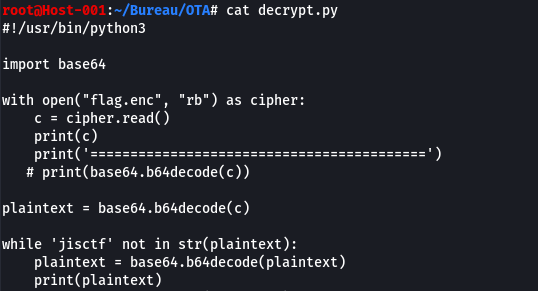 root@Host-001:~/Bureau/OTA# cat decrypt.py
#!/usr/bin/python3
import base64
with open("flag.enc", "rb") as cipher:
    c = cipher.read()
    print(c)
    print('==========================================')
   # print(base64.b64decode(c))
plaintext = base64.b64decode(c)
while 'jisctf' not in str(plaintext):
    plaintext = base64.b64decode(plaintext)
    print(plaintext)